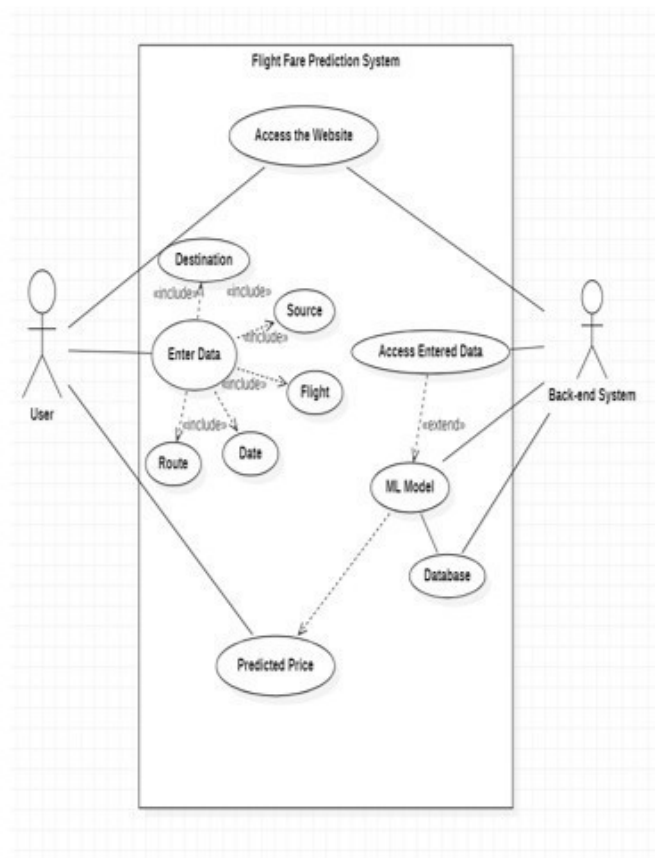 Flight Fare Prediction System
Access the Website
Destination
«include»
«include»
Source
«include»
Enter Data
Access Entered Data
«include»
Flight
Back-end System
User
«extend»
«include»
Date
Route
ML Model
Database
Predicted Price